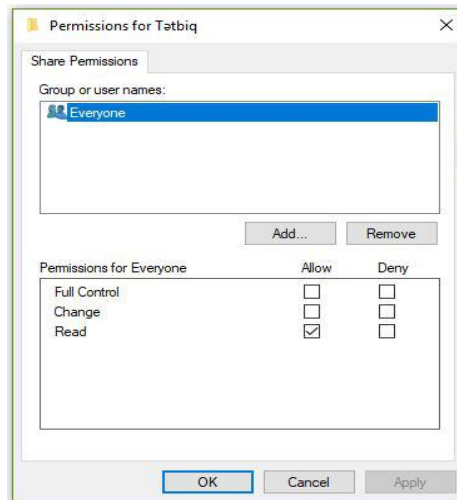 Permissions for Tətbiq
Share Permissions
Group or user names:
Everyone
Add...
Remove
Permissions for Everyone Allow Deny
Full Control
Change
Read
OK
Cancel
Apply